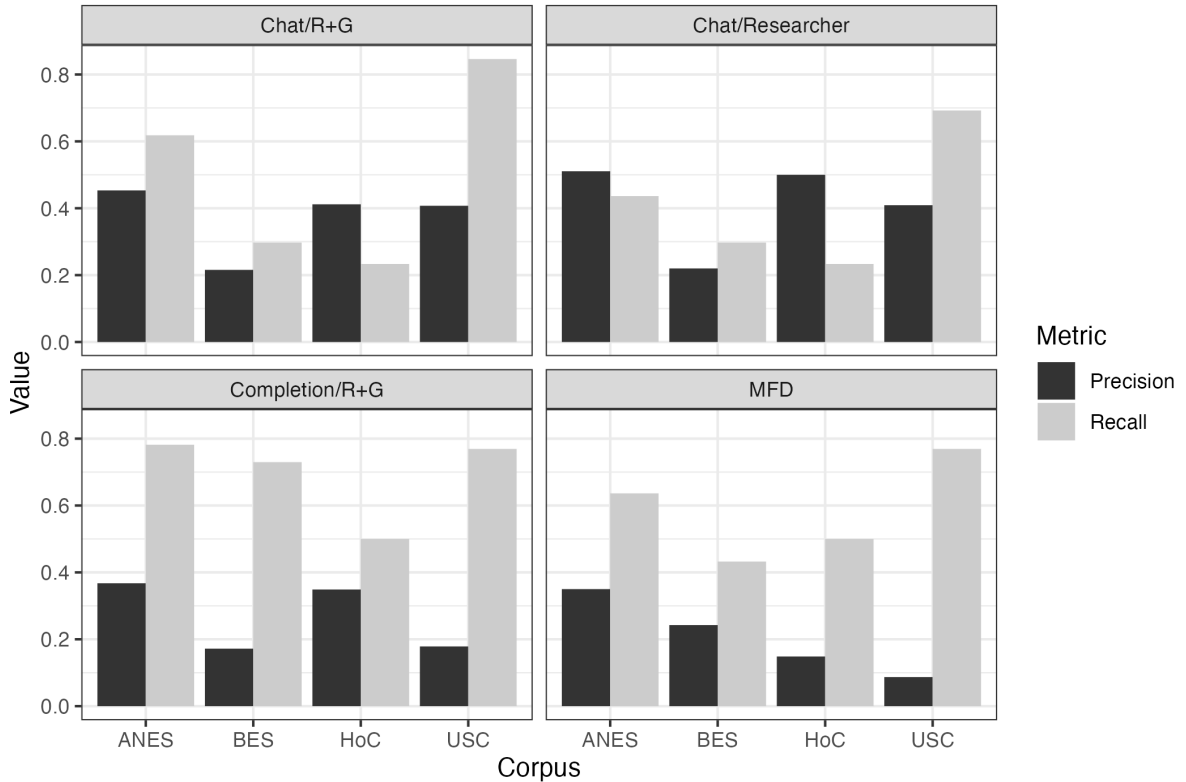 Chat/R+G
Chat/Researcher
0.8
0.6
0.4
0.2
0.0
Completion/R+G
MFD
0.8
0.6
0.4
0.2
0.0
ANES BES HoC USC
ANES BES HoC USC
Value
Corpus
Metric
Precision
Recall